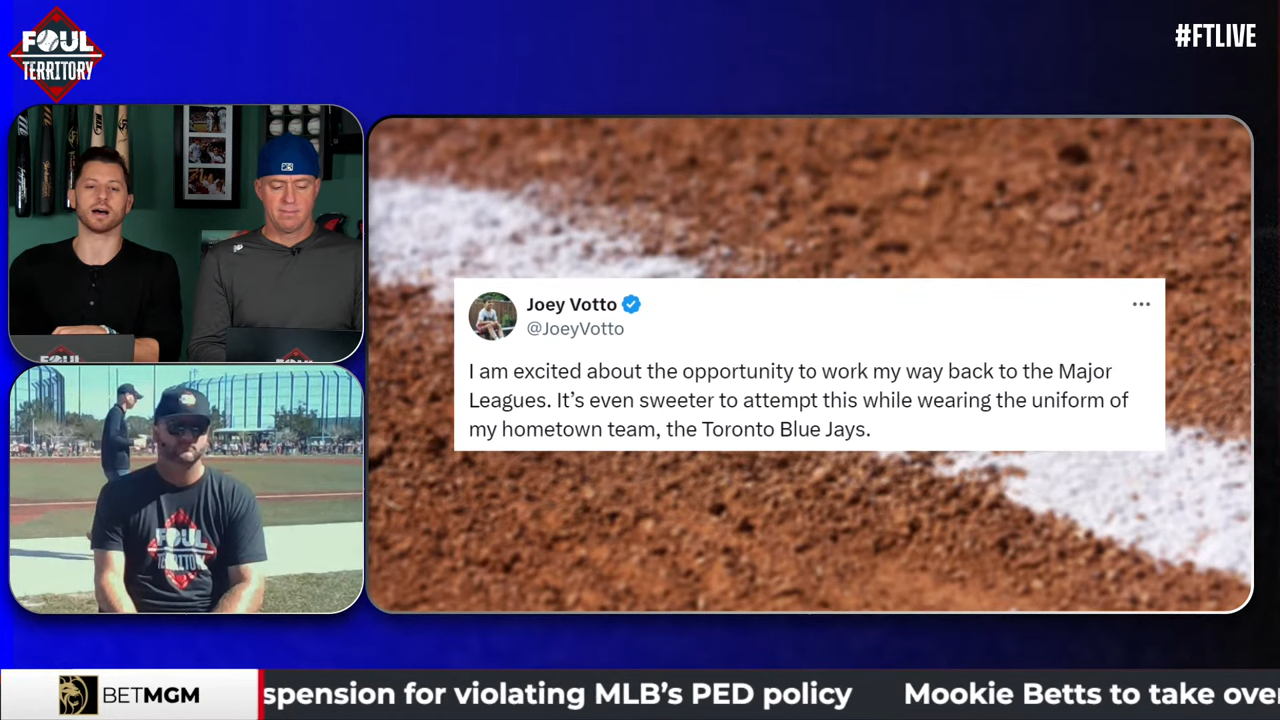 FOUL
TERRITORY
#FTLIVE
Joey Votto
@JoeyVotto
I am excited about the opportunity to work my way back to the Major
Leagues. It’s even sweeter to attempt this while wearing the uniform of
my hometown team, the Toronto Blue Jays.
FOUL
TERRITORY
BETMGM
spension for violating MLB’s PED policy
Mookie Betts to take over